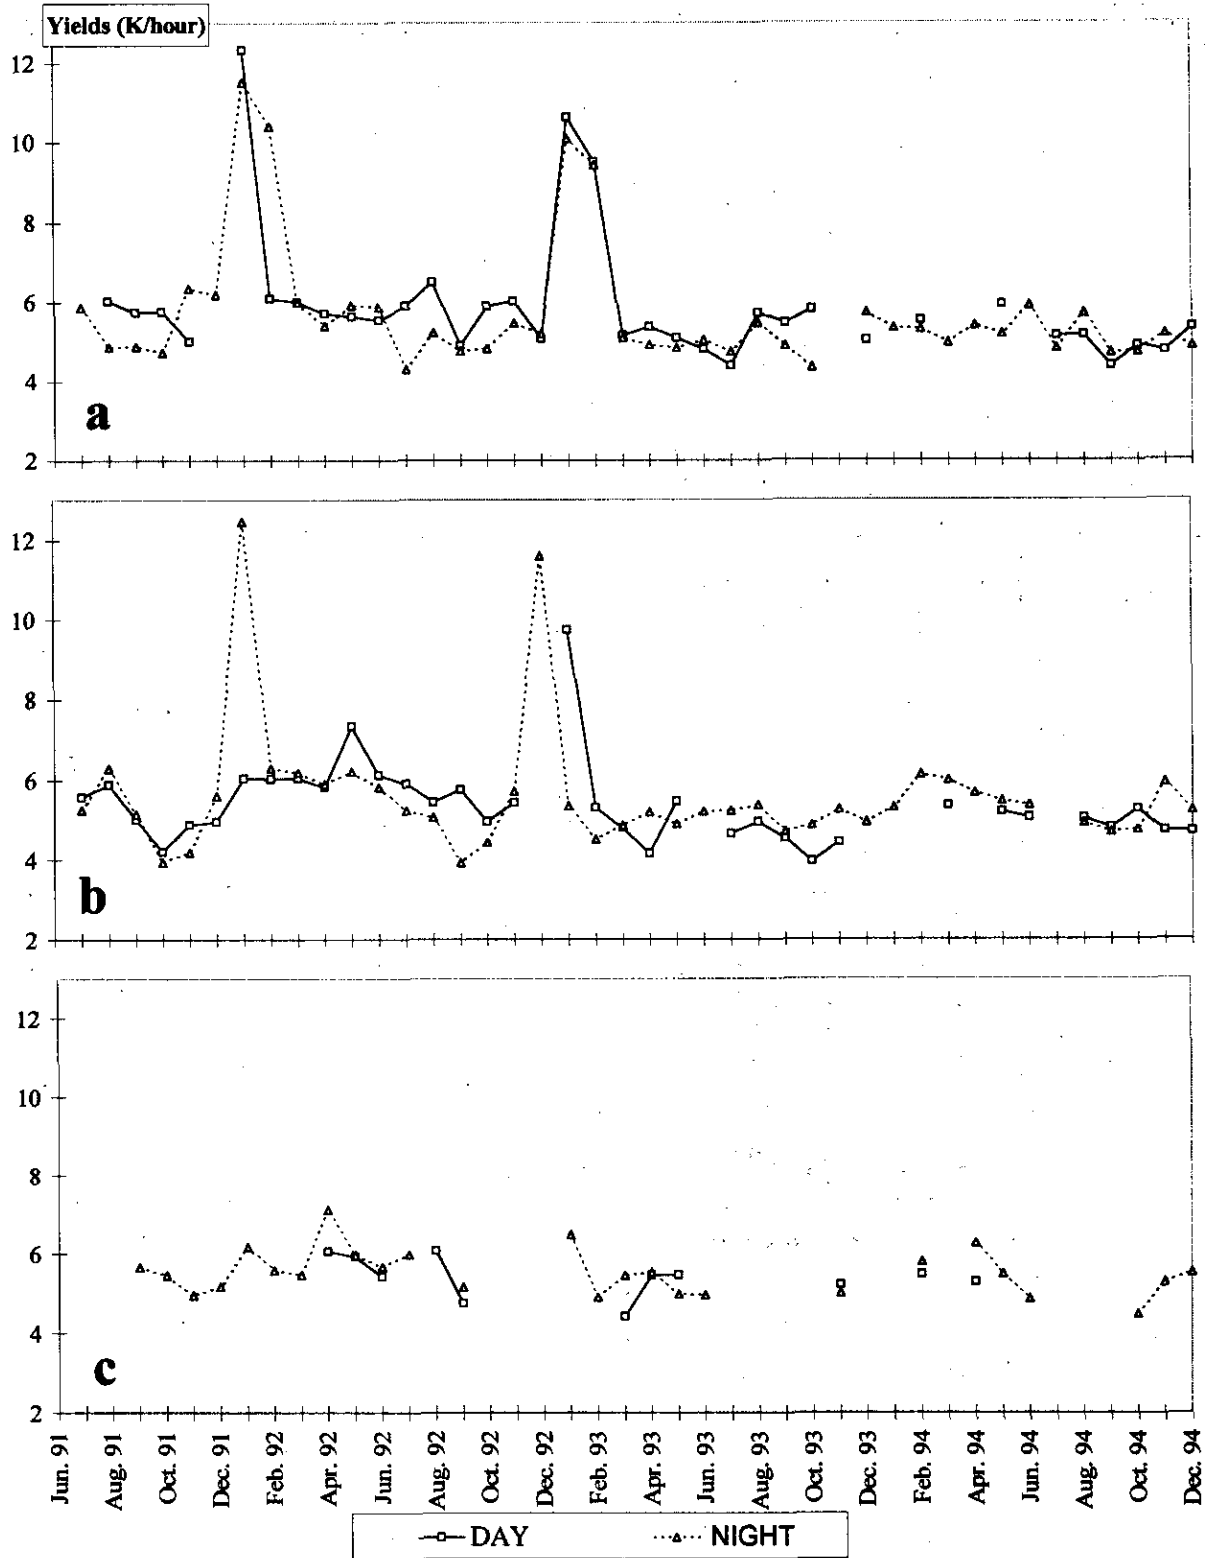 Yields (K/hour)
12
10
8
6
4
2
a
12
10
8
6
4
2
b
12
10
8
6
4
2
c
Jun. 91
Aug. 91
Oct. 91
Dec. 91
Feb. 92
Apr. 92
Jun. 92
Aug. 92
Oct. 92
Dec. 92
Feb. 93
Apr. 93
Jun. 93
Aug. 93
Oct. 93
Dec. 93
Feb. 94
Apr. 94
Jun. 94
Aug. 94
Oct. 94
Dec. 94
DAY NIGHT